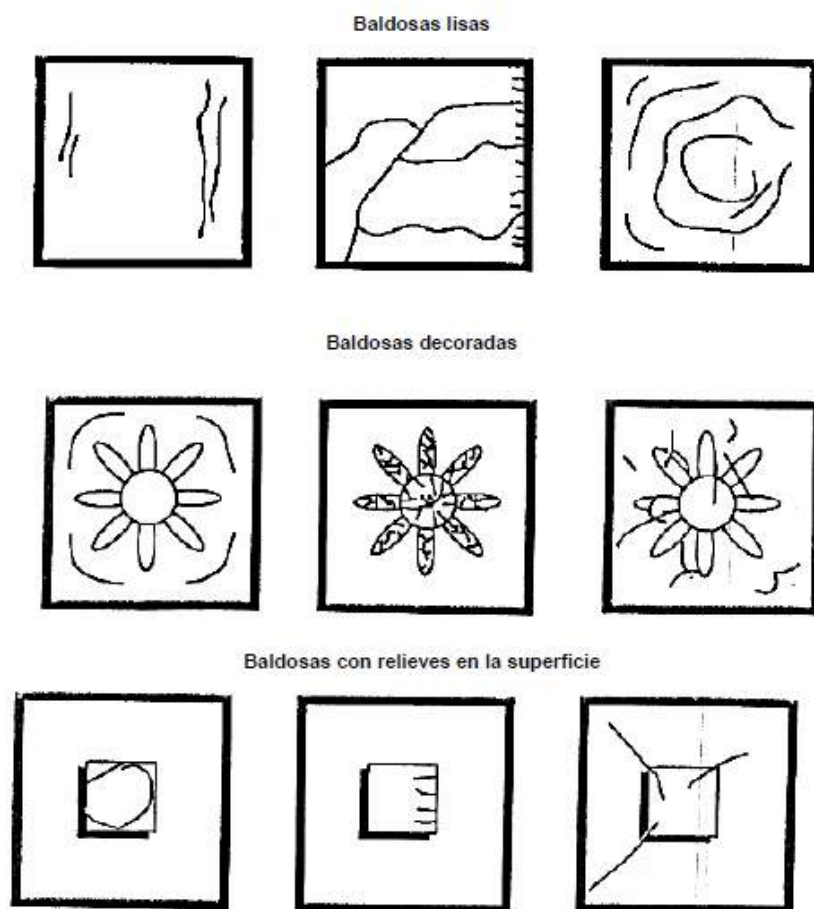 Baldosas lisas
Baldosas decoradas
Baldosas con relieves en la superficie